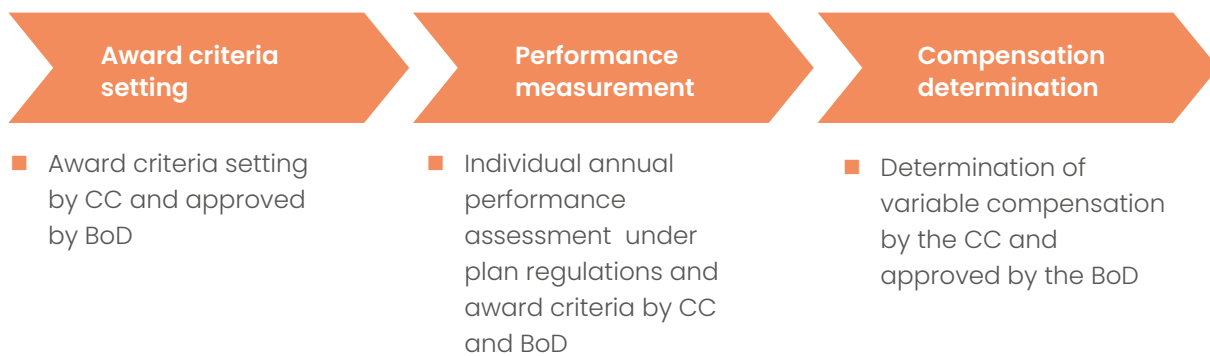 Award criteria
setting
Performance
measurement
Compensation
determination
■ Award criteria setting
by CC and approved
by BoD
■ Individual annual
performance
assessment under
plan regulations and
award criteria by CC
and BoD
■ Determination of
variable compensation
by the CC and
approved by the BoD